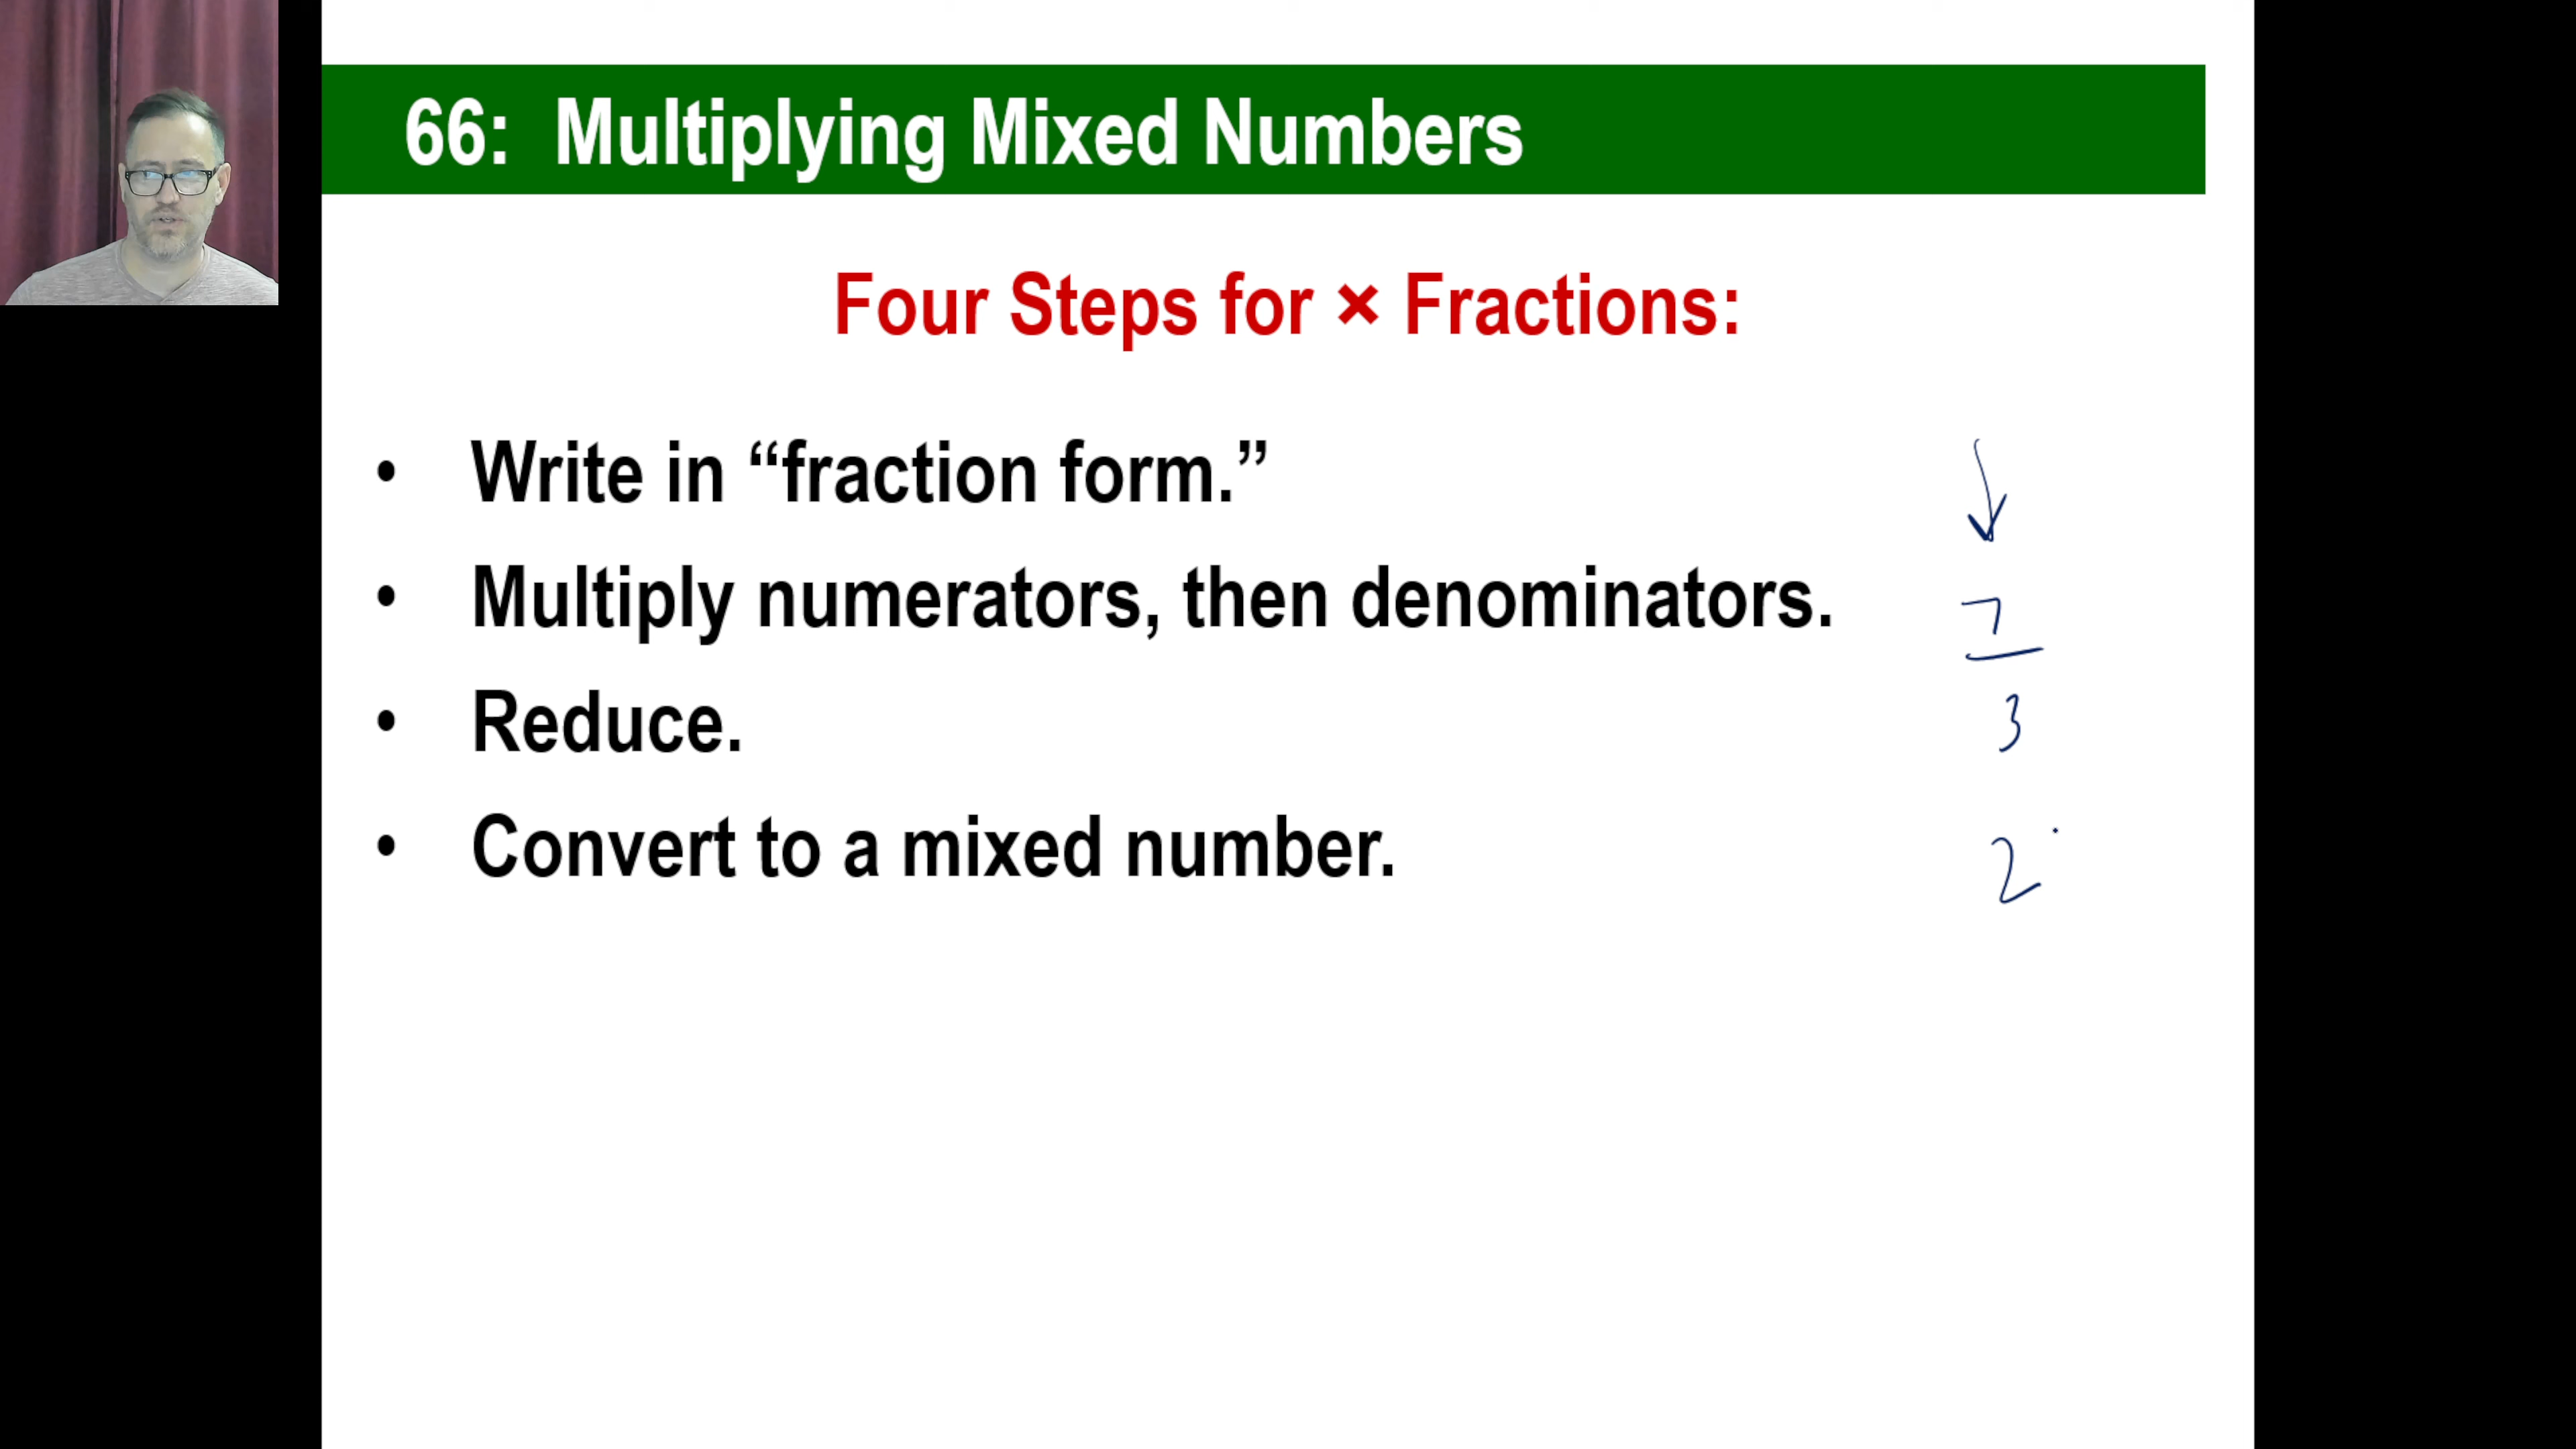 66: Multiplying Mixed Numbers
Four Steps for × Fractions:
• Write in “fraction form.”
• Multiply numerators, then denominators.
7
3
• Reduce.
• Convert to a mixed number.
2